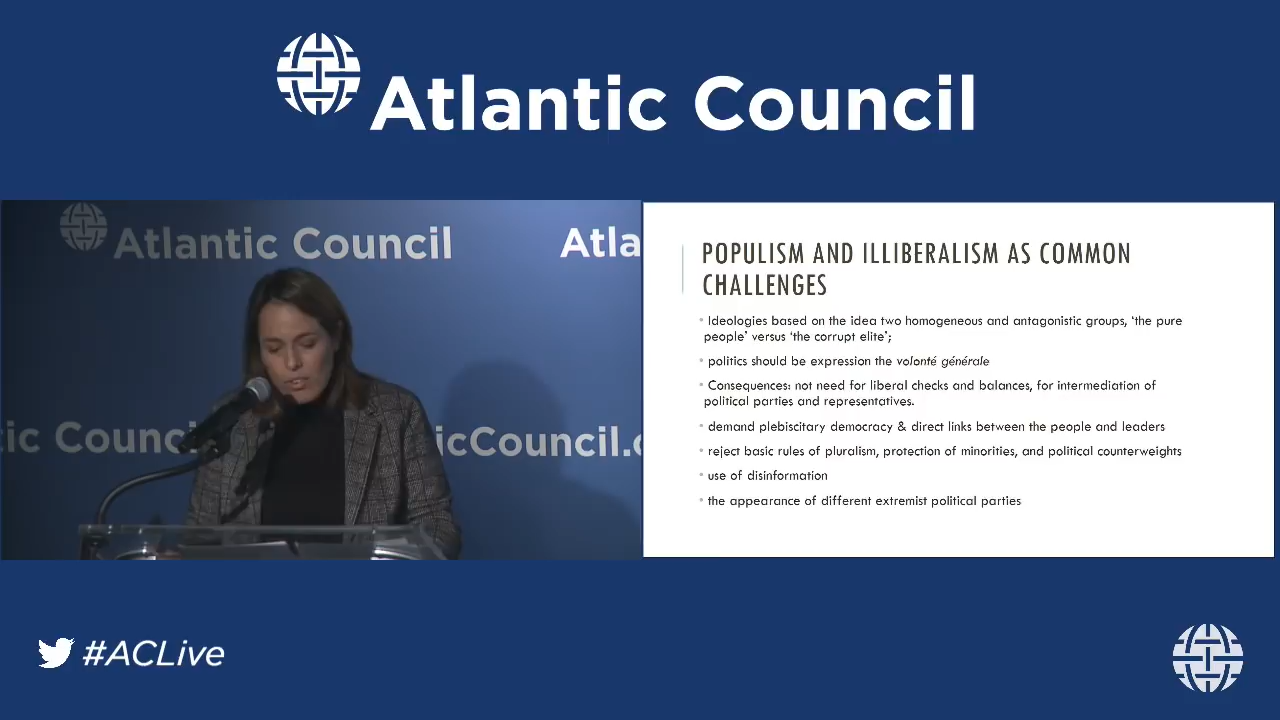 Atlantic Council
Atlantic Council
Atla
tic Counci
icCouncil.c
POPULISM AND ILLIBERALISM AS COMMON
CHALLENGES
• Ideologies based on the idea two homogeneous and antagonistic groups, ‘the pure
people’ versus ‘the corrupt elite’;
• politics should be expression the volonté générale
• Consequences: not need for liberal checks and balances, for intermediation of
political parties and representatives.
• demand plebiscitary democracy & direct links between the people and leaders
• reject basic rules of pluralism, protection of minorities, and political counterweights
• use of disinformation
• the appearance of different extremist political parties
#ACLive